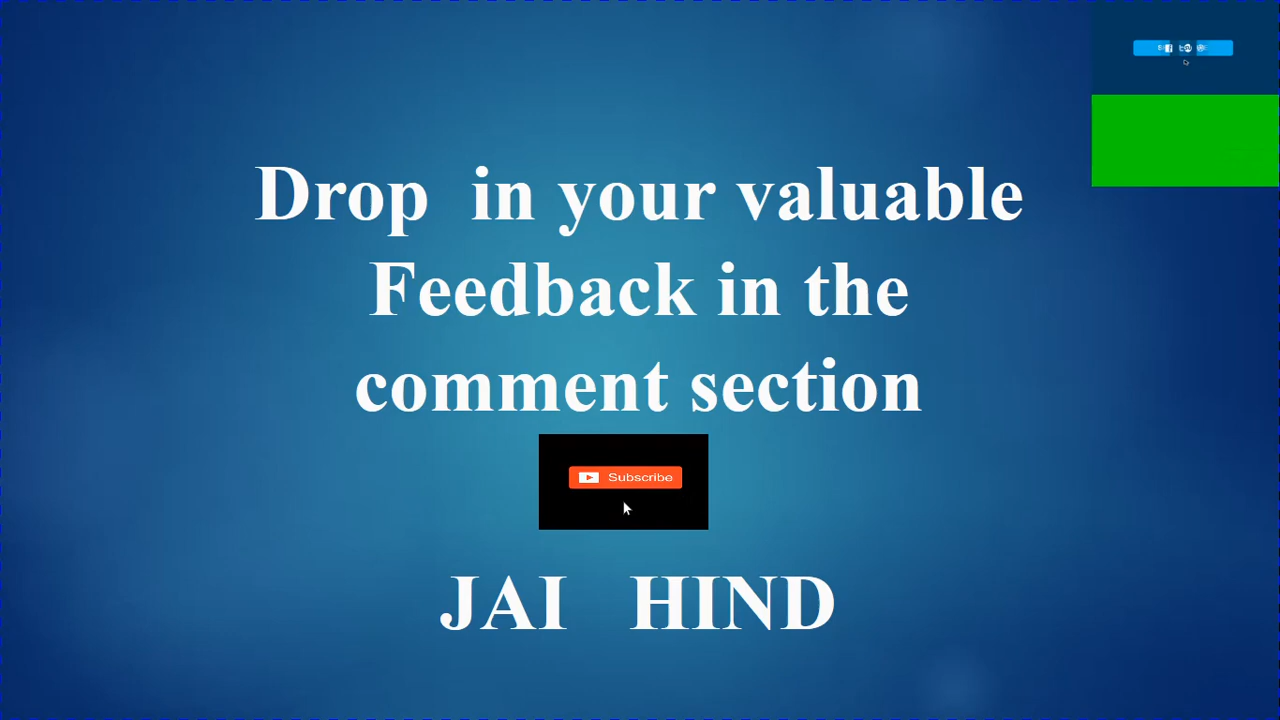 Drop in your valuable
Feedback in the
comment section
Subscribe
JAI HIND